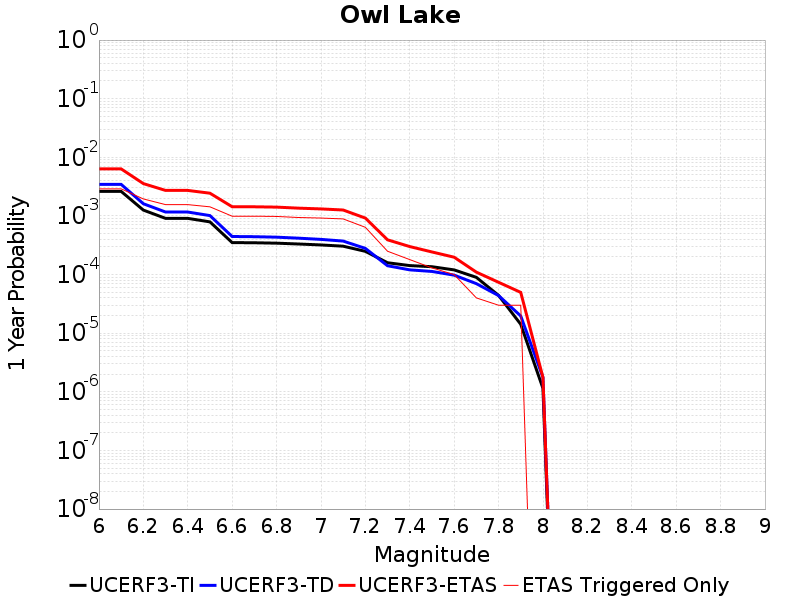 Owl Lake
10^0
10^-1
10^-2
10^-3
10^-4
10^-5
10^-6
10^-7
10^-8
1 Year Probability
6 6.2 6.4 6.6 6.8 7 7.2 7.4 7.6 7.8 8 8.2 8.4 8.6 8.8 9
Magnitude
UCERF3-TI UCERF3-TD UCERF3-ETAS ETAS Triggered Only